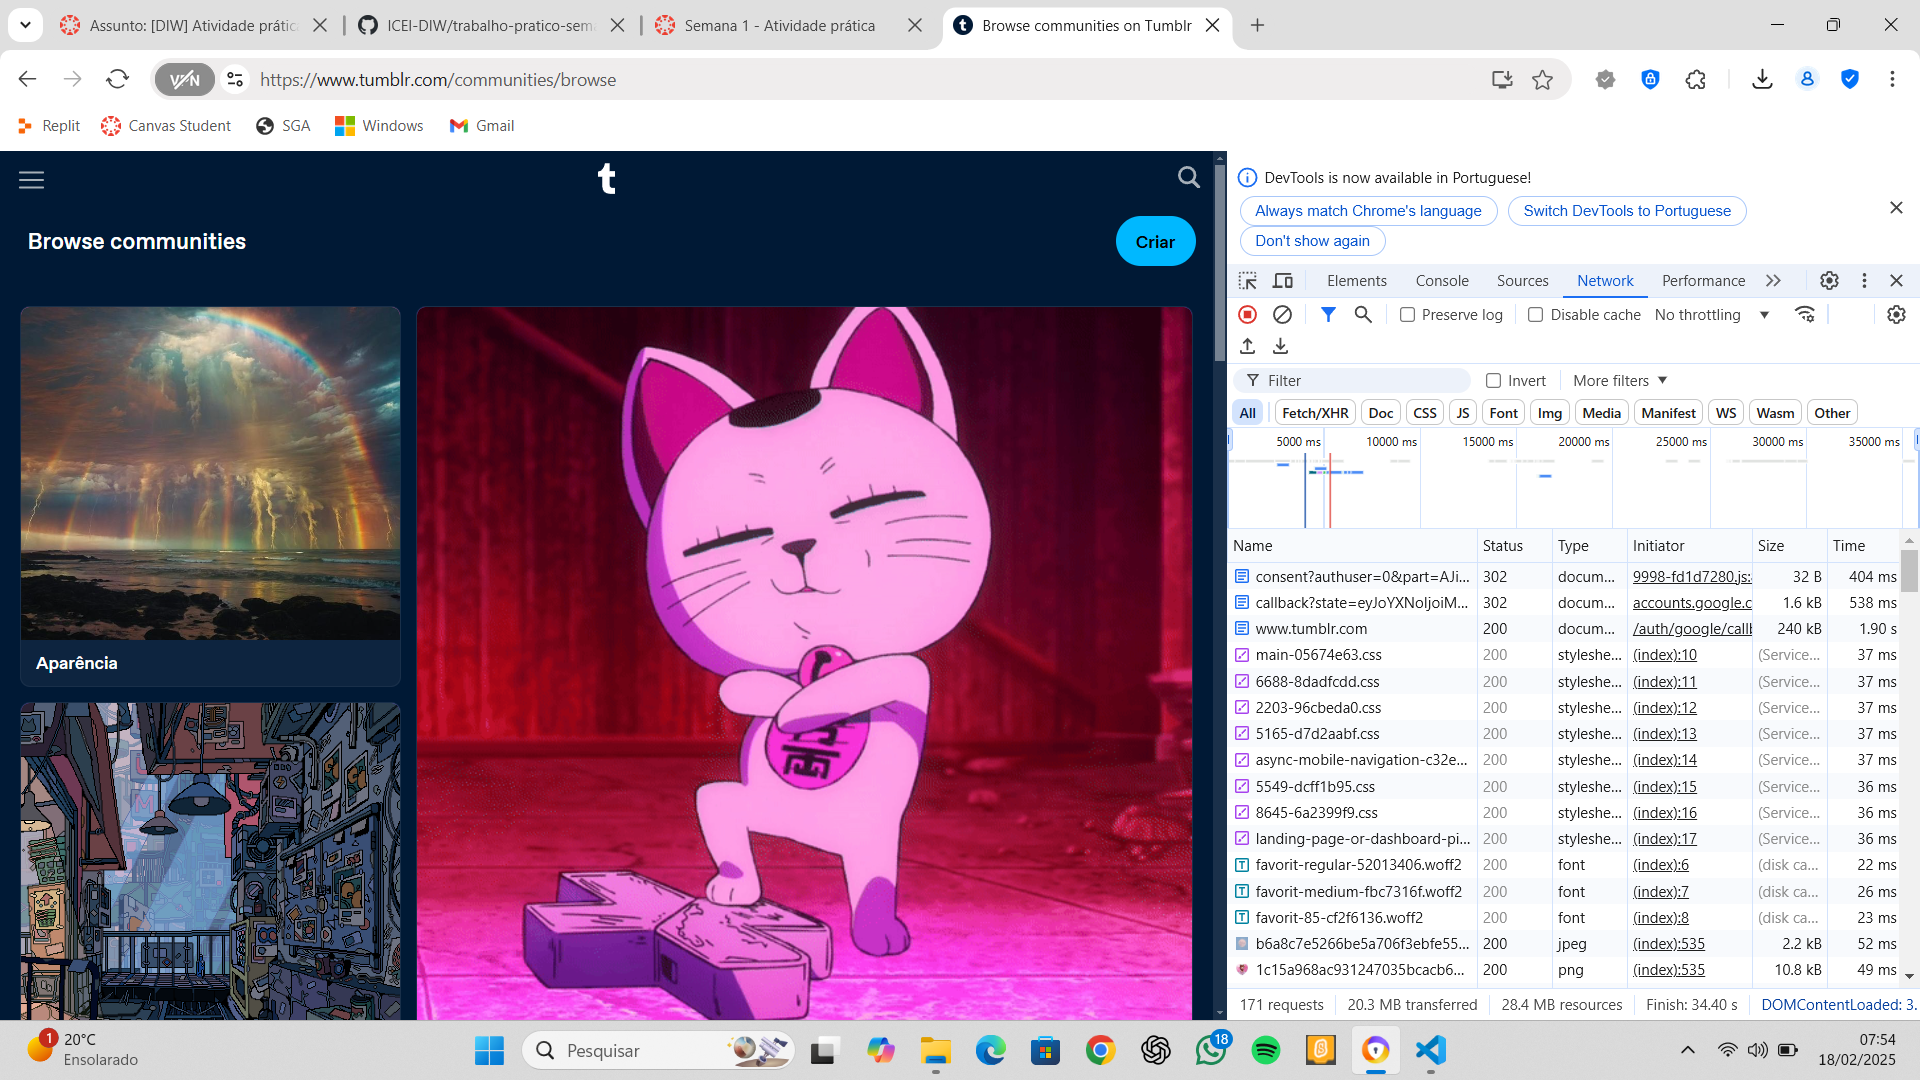 Assunto: [DIW] Atividade prátic
ICEI-DIW/trabalho-pratico-sema
Semana 1 - Atividade prática
Browse communities on Tumblr
VPN
https://www.tumblr.com/communities/browse
Replit
Canvas Student
SGA
Windows
Gmail
t
Browse communities
Criar
Aparência
DevTools is now available in Portuguese!
Always match Chrome's language
Switch DevTools to Portuguese
Don't show again
Elements Console Sources Network Performance
Preserve log Disable cache No throttling
Filter Invert More filters
All Fetch/XHR Doc CSS JS Font Img Media Manifest WS Wasm Other
5000 ms 10000 ms 15000 ms 20000 ms 25000 ms 30000 ms 35000 ms
Name Status Type Initiator Size Time
consent?authuser=0&part=AJi... 302 docum... 9998-fd1d7280.js: 32 B 404 ms
callback?state=eyJoYXNoIjoiM... 302 docum... accounts.google.c 1.6 kB 538 ms
www.tumblr.com 200 docum... /auth/google/callb 240 kB 1.90 s
main-05674e63.css 200 styleshe... (index):10 (Service... 37 ms
6688-8dadfcdd.css 200 styleshe... (index):11 (Service... 37 ms
2203-96cbeda0.css 200 styleshe... (index):12 (Service... 37 ms
5165-d7d2aabf.css 200 styleshe... (index):13 (Service... 37 ms
async-mobile-navigation-c32e... 200 styleshe... (index):14 (Service... 37 ms
5549-dcff1b95.css 200 styleshe... (index):15 (Service... 36 ms
8645-6a2399f9.css 200 styleshe... (index):16 (Service... 36 ms
landing-page-or-dashboard-pi... 200 styleshe... (index):17 (Service... 36 ms
favorit-regular-52013406.woff2 200 font (index):6 (disk ca... 22 ms
favorit-medium-fbc7316f.woff2 200 font (index):7 (disk ca... 26 ms
favorit-85-cf2f6136.woff2 200 font (index):8 (disk ca... 23 ms
b6a8c7e5266be5a706f3ebfe55... 200 jpeg (index):535 2.2 kB 52 ms
1c15a968ac931247035bcacb6... 200 png (index):535 10.8 kB 49 ms
171 requests 20.3 MB transferred 28.4 MB resources Finish: 34.40 s DOMContentLoaded: 3.
1
20°C
Ensolarado
Pesquisar
18
07:54
18/02/2025